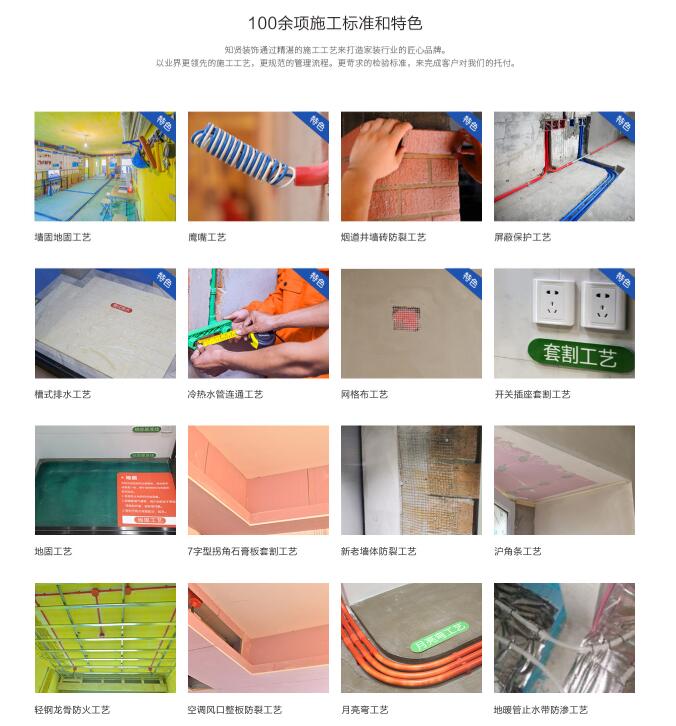 100余项施工标准和特色
知贤装饰通过精湛的施工工艺来打造家装行业的匠心品牌。
以业界更领先的施工工艺，更规范的管理流程。更苛求的检验标准，来完成客户对我们的托付。
特色
特色
特色
特色
墙固地固工艺
鹰嘴工艺
烟道井墙砖防裂工艺
屏蔽保护工艺
特色
特色
特色
特色
套割工艺
槽式排水工艺
冷热水管连通工艺
网格布工艺
开关插座套割工艺
地固工艺
地固工艺
7字型拐角石膏板套割工艺
新老墙体防裂工艺
沪角条工艺
月亮弯工艺
轻钢龙骨防火工艺
空调风口整板防裂工艺
月亮弯工艺
地暖管止水带防渗工艺